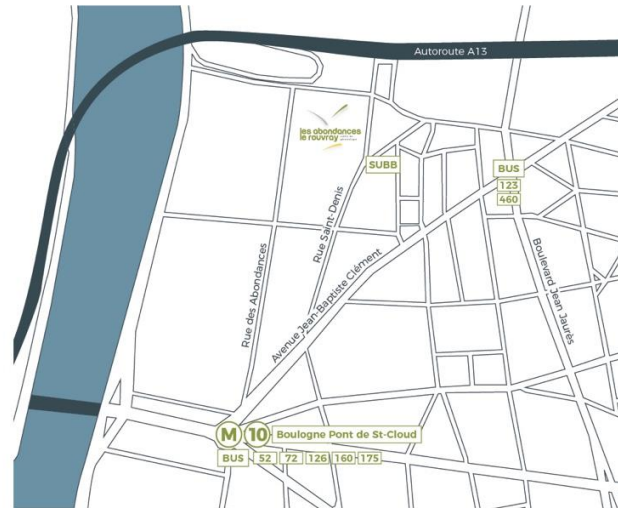 Autoroute A13
les abondances
le rouvray
SUBB
BUS
123
460
Rue Saint-Denis
Rue des Abondances
Avenue Jean-Baptiste Clément
Boulevard Jean Jaurès
M 10 Boulogne Pont de St-Cloud
BUS 52 72 126 160 175